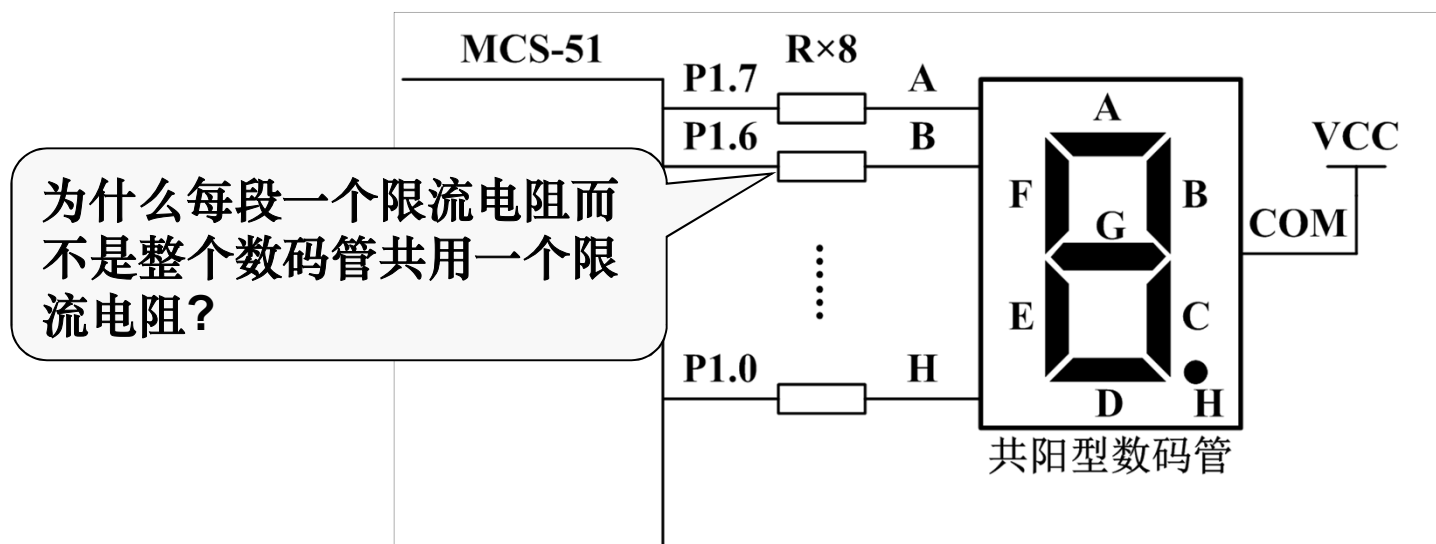 MCS-51
R×8
P1.7
A
P1.6
B
为什么每段一个限流电阻而
不是整个数码管共用一个限
流电阻?
P1.0
H
A
F
B
G
E
C
D
H
VCC
COM
共阳型数码管